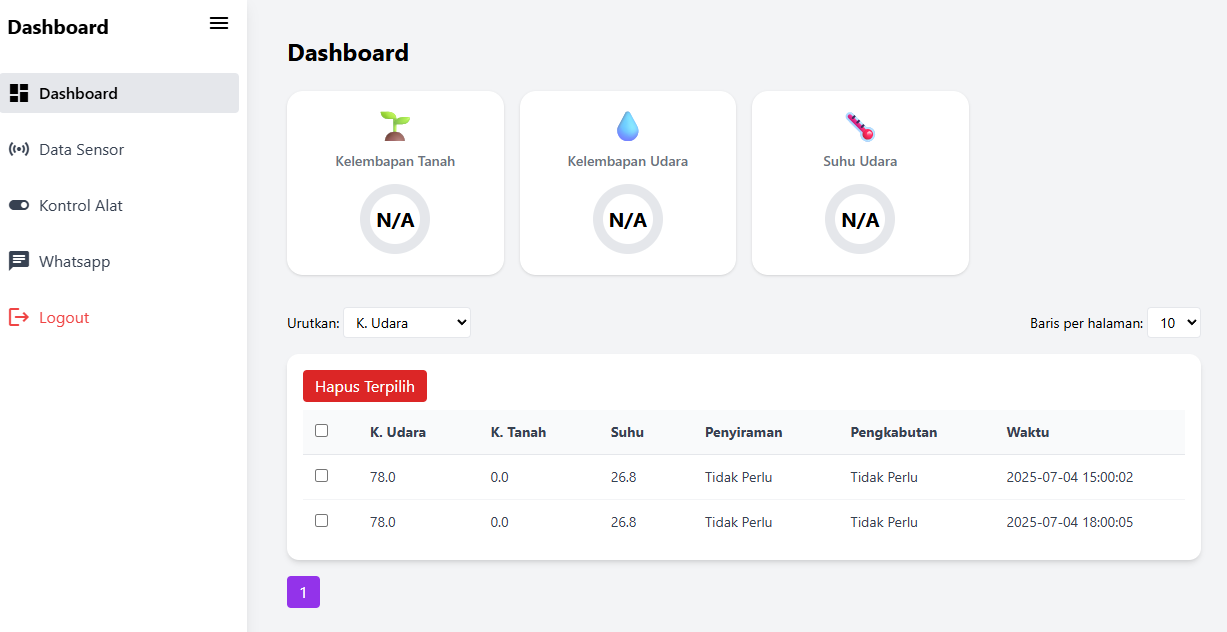 Dashboard
Dashboard
Data Sensor
Kontrol Alat
Whatsapp
Logout
Dashboard
Kelembapan Tanah
N/A
Kelembapan Udara
N/A
Suhu Udara
N/A
Urutkan: K. Udara
Baris per halaman: 10
Hapus Terpilih
K. Udara K. Tanah Suhu Penyiraman Pengkabutan Waktu
78.0 0.0 26.8 Tidak Perlu Tidak Perlu 2025-07-04 15:00:02
78.0 0.0 26.8 Tidak Perlu Tidak Perlu 2025-07-04 18:00:05
1